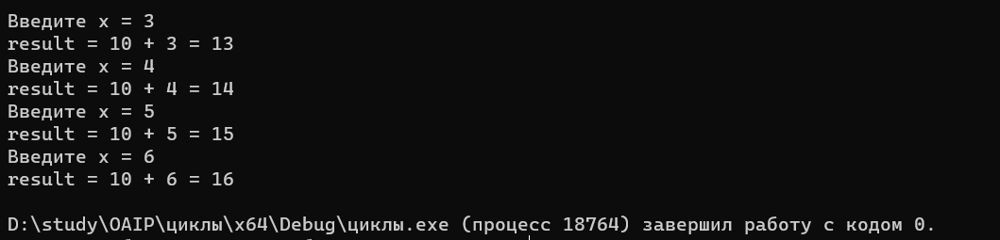 Введите x = 3
result = 10 + 3 = 13
Введите x = 4
result = 10 + 4 = 14
Введите x = 5
result = 10 + 5 = 15
Введите x = 6
result = 10 + 6 = 16
D:\study\OAIP\циклы\x64\Debug\циклы.exe (процесс 18764) завершил работу с кодом 0.